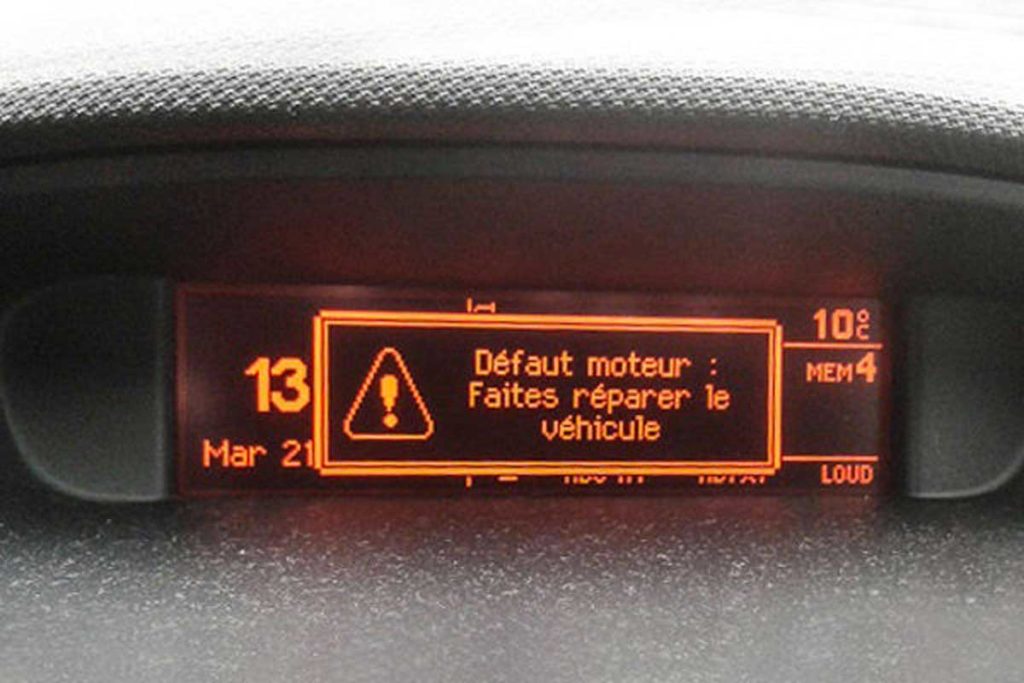 13
Mar 21
Défaut moteur :
Faites réparer le
véhicule
10°C
MEM 4
LOUD